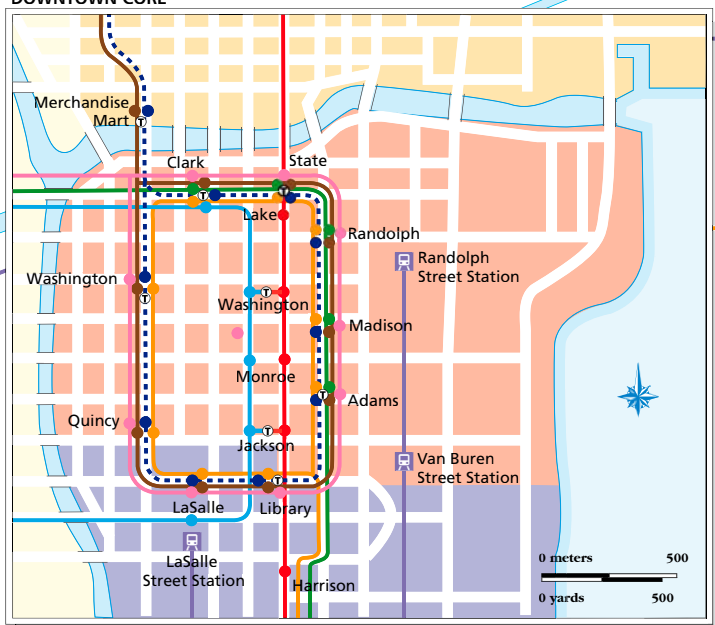 DOWNTOWN CORE
Merchandise
Mart
T
Clark
State
T
T
Lake
Randolph
Randolph
Street Station
Washington
T
T
Washington
Madison
Monroe
T
Adams
Quincy
T
Jackson
Van Buren
Street Station
T
LaSalle
Library
LaSalle
Street Station
Harrison
0 meters 500
0 yards 500